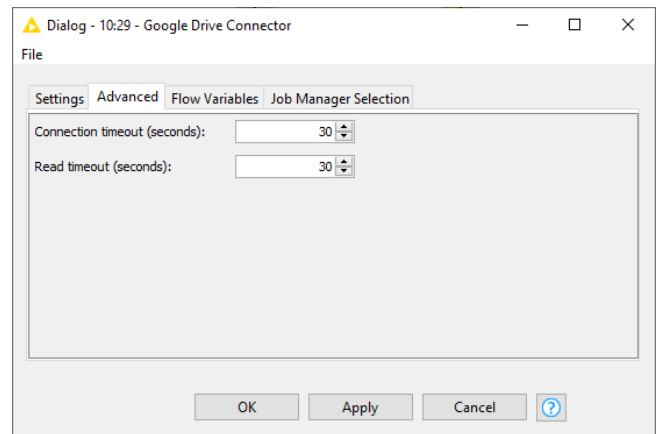 Dialog - 10:29 - Google Drive Connector
File
Settings Advanced Flow Variables Job Manager Selection
Connection timeout (seconds): 30
Read timeout (seconds): 30
OK Apply Cancel ?